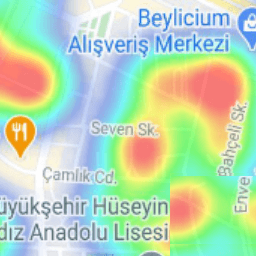 Beylicium
Alışveriş Merkezi
Seven Sk.
Bahçeli Sk.
Çamlık Cd.
Enve
üyükşehir Hüseyin
dız Anadolu Lisesi